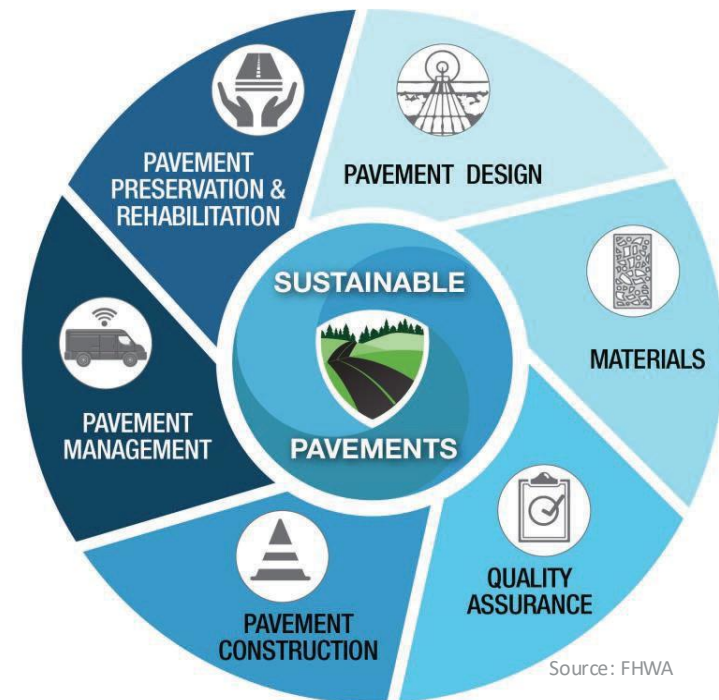 PAVEMENT
PRESERVATION &
REHABILITATION
PAVEMENT DESIGN
SUSTAINABLE
MATERIALS
PAVEMENT
MANAGEMENT
PAVEMENTS
QUALITY
ASSURANCE
PAVEMENT
CONSTRUCTION
Source: FHWA